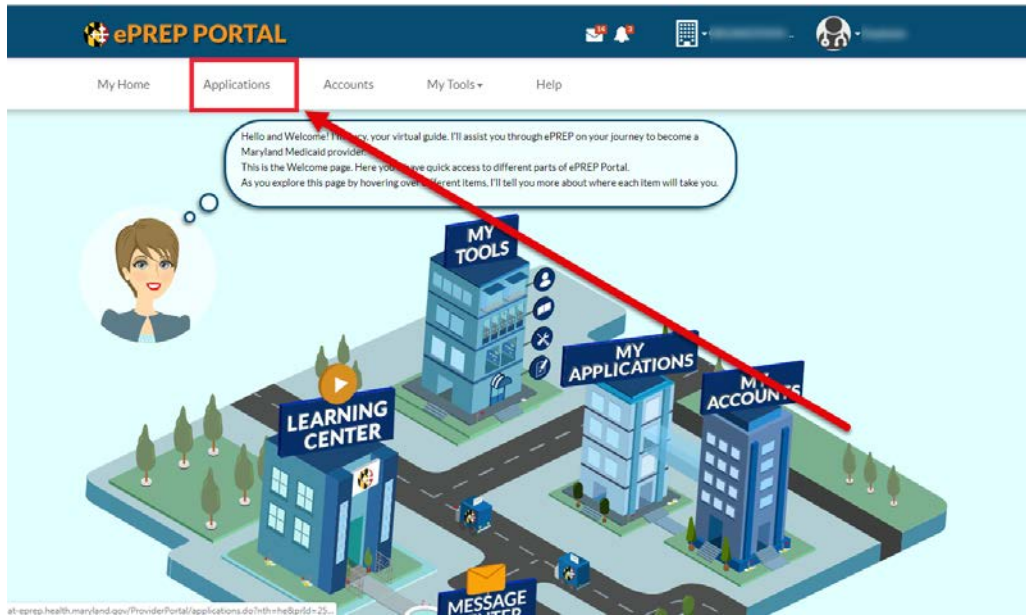 ePREP PORTAL
My Home Applications Accounts My Tools Help
Hello and Welcome! your virtual guide. I'll assist you through ePREP on your journey to become a
Maryland Medicaid provider.
This is the Welcome page. Here you have quick access to different parts of ePREP Portal.
As you explore this page by hovering over different items, I'll tell you more about where each item will take you.
MY
TOOLS
MY
APPLICATIONS
MY
ACCOUNTS
LEARNING
CENTER
MESSAGE
CENTER
at-eprep.health.maryland.gov/ProviderPortal/applications.do?nth=he&prId=25...